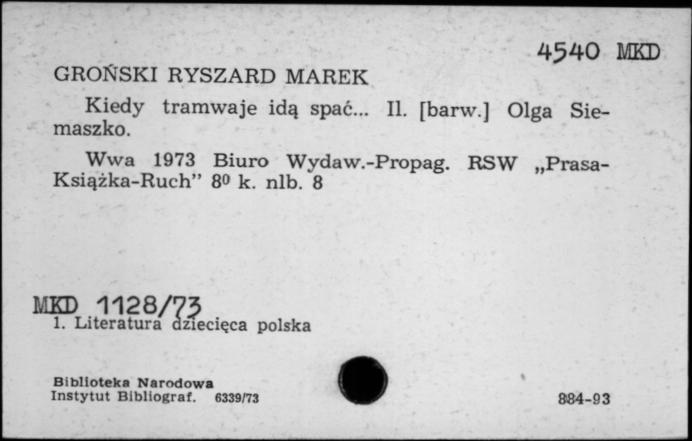 4540 MKD
GROŃSKI RYSZARD MAREK
Kiedy tramwaje idą spać... Il. [barw.] Olga Sie-
maszko.
Wwa 1973 Biuro Wydaw.-Propag. RSW „Prasa-
Książka-Ruch” 8⁰ k. nlb. 8
MKD 1128/73
1. Literatura dziecięca polska
Biblioteka Narodowa
Instytut Bibliograf. 6339/73
884-93